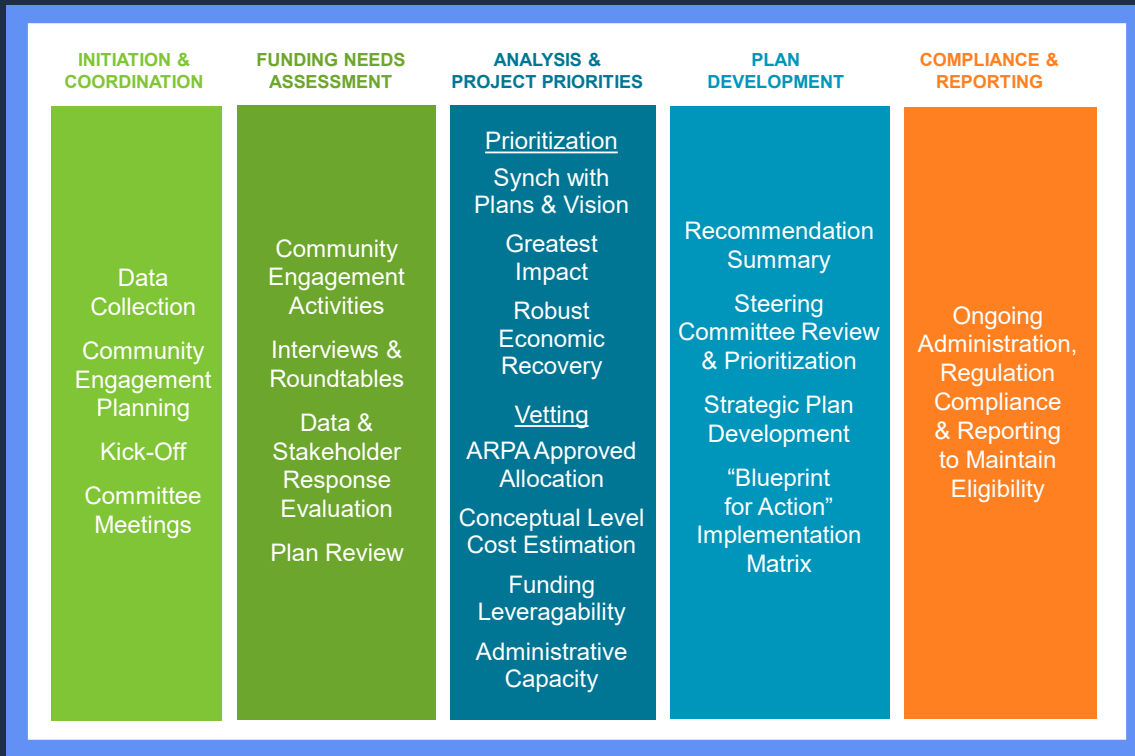 INITIATION &
COORDINATION
Data
Collection
Community
Engagement
Planning
Kick-Off
Committee
Meetings
FUNDING NEEDS
ASSESSMENT
Community
Engagement
Activities
Interviews &
Roundtables
Data &
Stakeholder
Response
Evaluation
Plan Review
ANALYSIS &
PROJECT PRIORITIES
Prioritization
Synch with
Plans & Vision
Greatest
Impact
Robust
Economic
Recovery
Vetting
ARPA Approved
Allocation
Conceptual Level
Cost Estimation
Funding
Leveragability
Administrative
Capacity
PLAN
DEVELOPMENT
Recommendation
Summary
Steering
Committee Review
& Prioritization
Strategic Plan
Development
“Blueprint
for Action”
Implementation
Matrix
COMPLIANCE &
REPORTING
Ongoing
Administration,
Regulation
Compliance
& Reporting
to Maintain
Eligibility